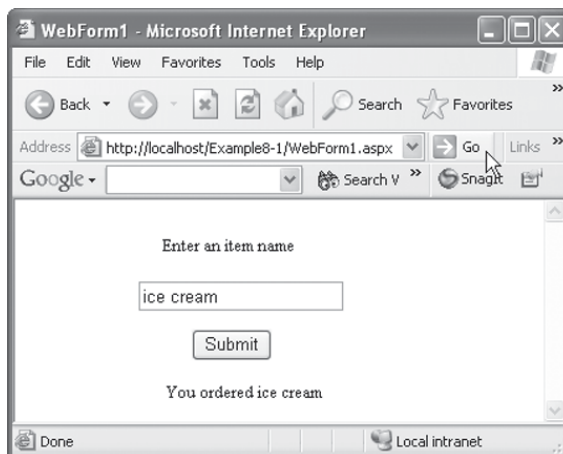 WebForm1 - Microsoft Internet Explorer
File Edit View Favorites Tools Help
Back Search Favorites »
Address http://localhost/Example8-1/WebForm1.aspx Go Links »
Google Search V » SnagIt
Enter an item name
ice cream
Submit
You ordered ice cream
Done Local intranet